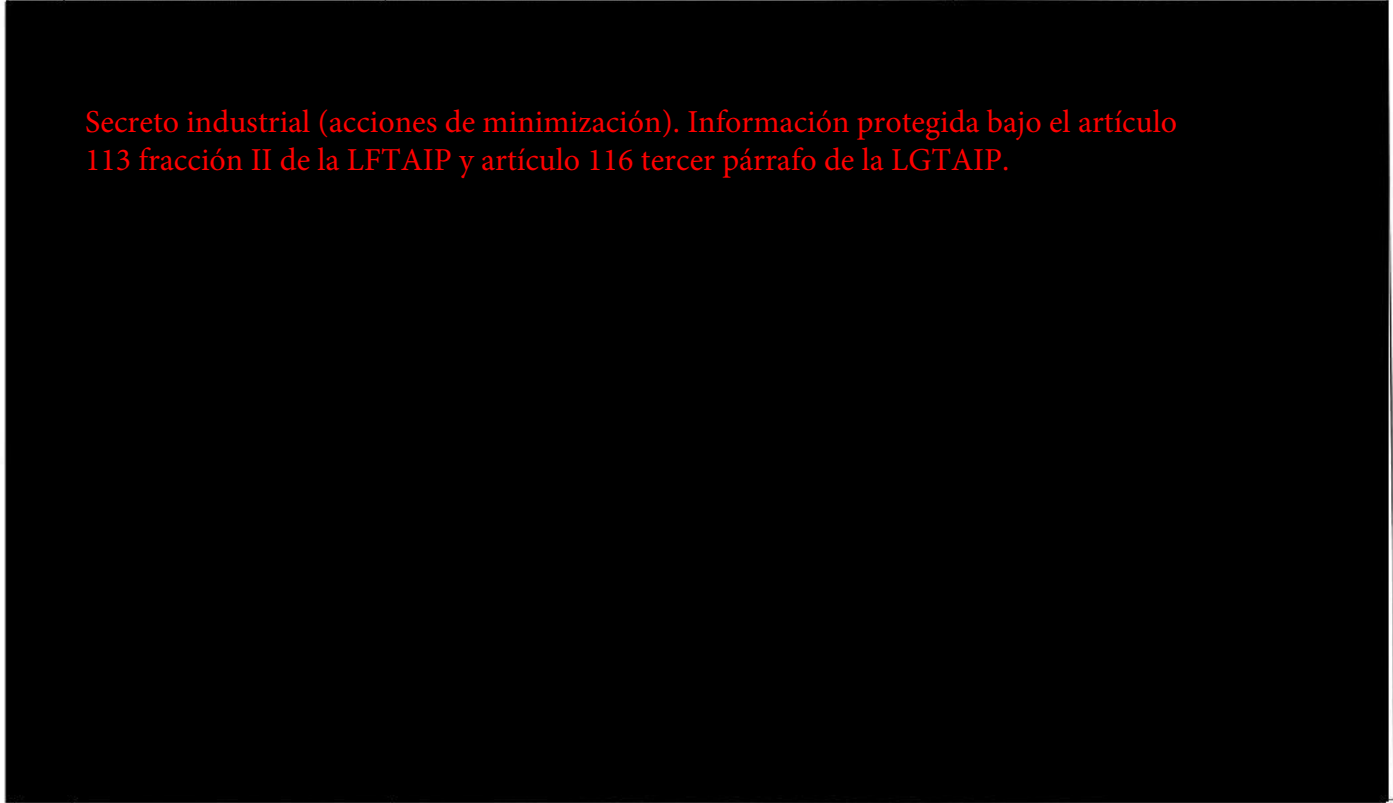 Secreto industrial (acciones de minimización). Información protegida bajo el artículo
113 fracción II de la LFTAIP y artículo 116 tercer párrafo de la LGTAIP.